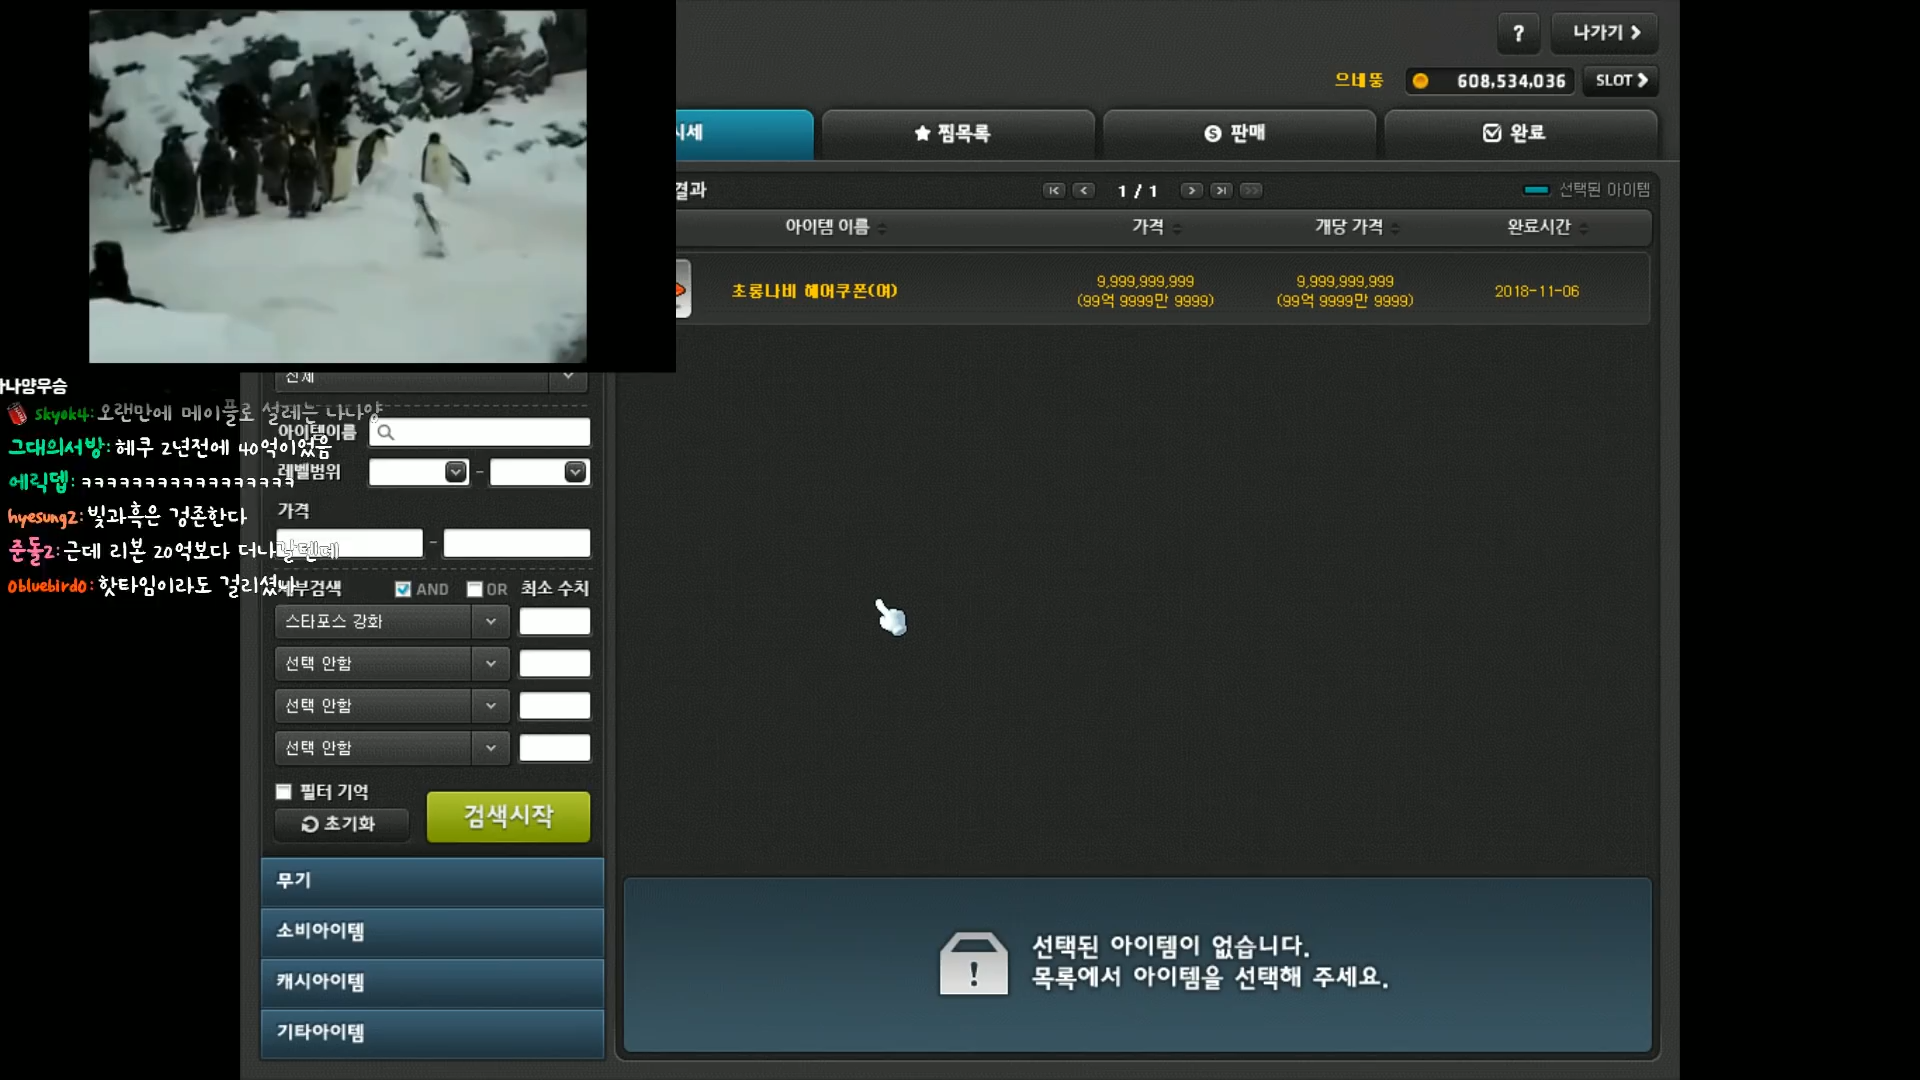 ? 나가기
으네뚱 608,534,036 SLOT
시세 찜목록 판매 완료
결과 1 / 1 선택된 아이템
아이템 이름 가격 개당 가격 완료시간
초롱나비 헤어쿠폰(여) 9,999,999,999 9,999,999,999 2018-11-06
(99억 9999만 9999) (99억 9999만 9999)
나양무승
skyok4: 오랜만에 메이플로 설레는 나나양
그대의서방: 헤쿠 2년전에 40억이었음
에릭뎁: ㅋㅋㅋㅋㅋㅋㅋㅋㅋㅋㅋㅋㅋㅋㅋㅋㅋ
hyesung2: 빛과흑은 겅존한다
준돌2: 근데 리본 20억보다 더나갈텐데
0bluebird0: 핫타임이라도 걸리셨나
전체
아이템이름
레벨범위 -
가격
-
세부검색 AND OR 최소 수치
스타포스 강화
선택 안함
선택 안함
선택 안함
필터 기억
초기화 검색시작
무기
소비아이템
캐시아이템
기타아이템
선택된 아이템이 없습니다.
목록에서 아이템을 선택해 주세요.